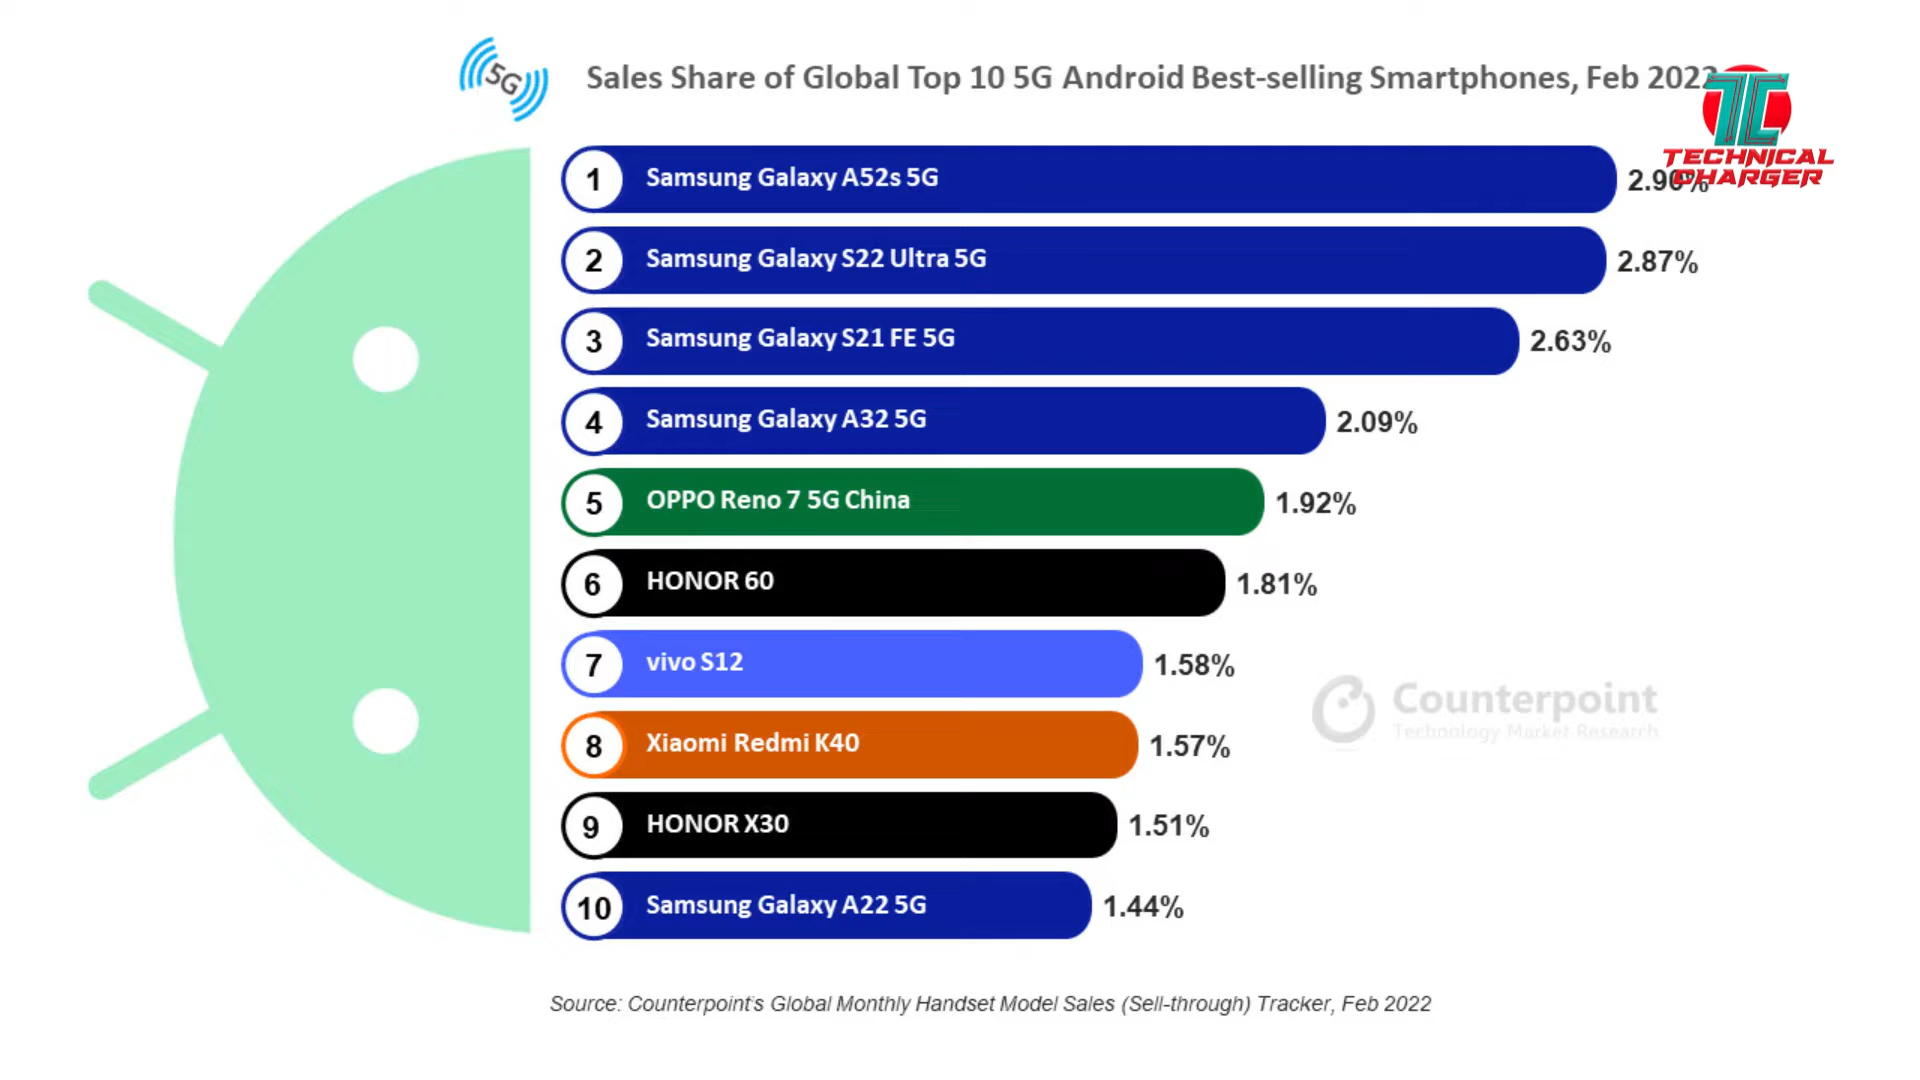 5G
Sales Share of Global Top 10 5G Android Best-selling Smartphones, Feb 2022
TC
TECHNICAL
CHARGER
1 Samsung Galaxy A52s 5G 2.90%
2 Samsung Galaxy S22 Ultra 5G 2.87%
3 Samsung Galaxy S21 FE 5G 2.63%
4 Samsung Galaxy A32 5G 2.09%
5 OPPO Reno 7 5G China 1.92%
6 HONOR 60 1.81%
7 vivo S12 1.58%
8 Xiaomi Redmi K40 1.57%
9 HONOR X30 1.51%
10 Samsung Galaxy A22 5G 1.44%
Counterpoint
Technology Market Research
Source: Counterpoint's Global Monthly Handset Model Sales (Sell-through) Tracker, Feb 2022